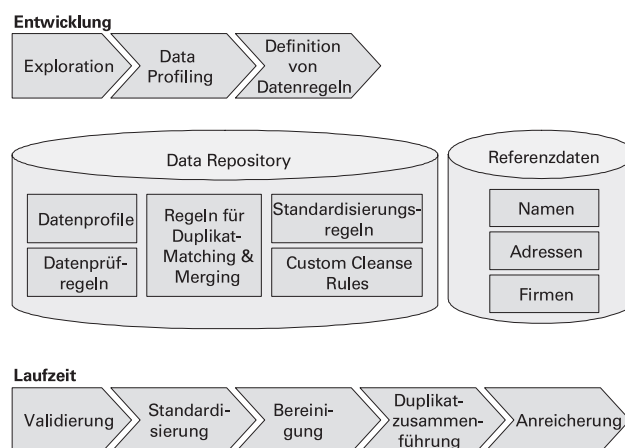 Entwicklung
Exploration
Data
Profiling
Definition
von
Datenregeln
Data Repository
Datenprofile
Datenprüf-
regeln
Regeln für
Duplikat-
Matching &
Merging
Standardisierungs-
regeln
Custom Cleanse
Rules
Referenzdaten
Namen
Adressen
Firmen
Laufzeit
Validierung
Standardi-
sierung
Bereini-
gung
Duplikat-
zusammen-
führung
Anreicherung